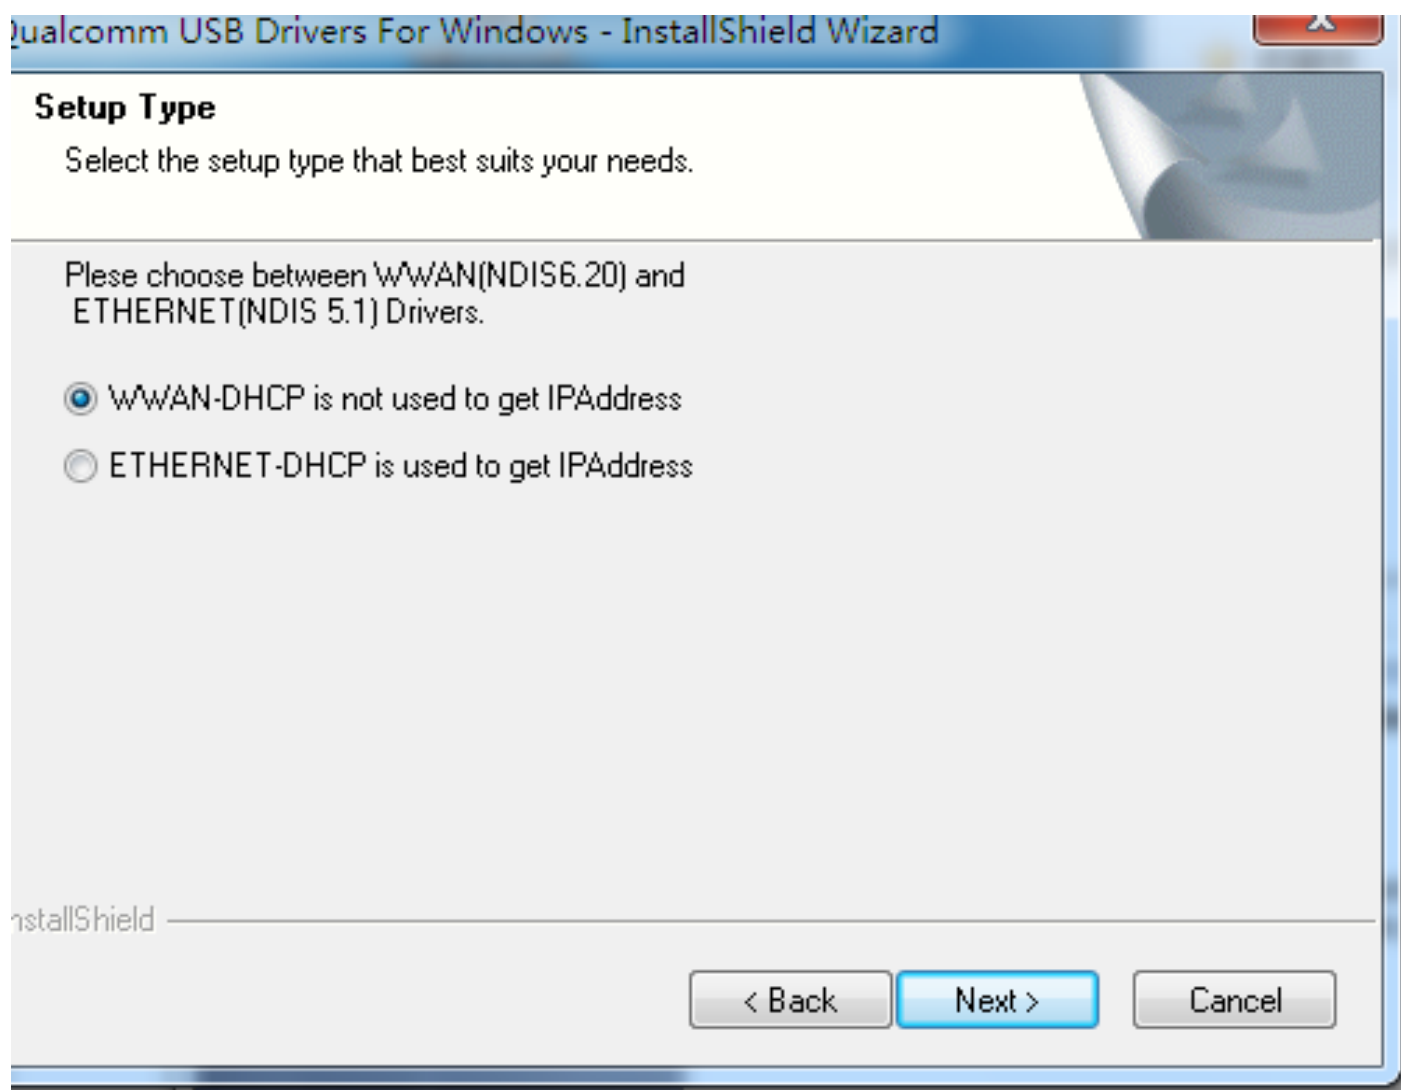 Qualcomm USB Drivers For Windows - InstallShield Wizard
X
Setup Type
Select the setup type that best suits your needs.
Plese choose between WWAN(NDIS6.20) and
ETHERNET(NDIS 5.1) Drivers.
WWAN-DHCP is not used to get IPAddress
ETHERNET-DHCP is used to get IPAddress
nstallShield
< Back
Next >
Cancel